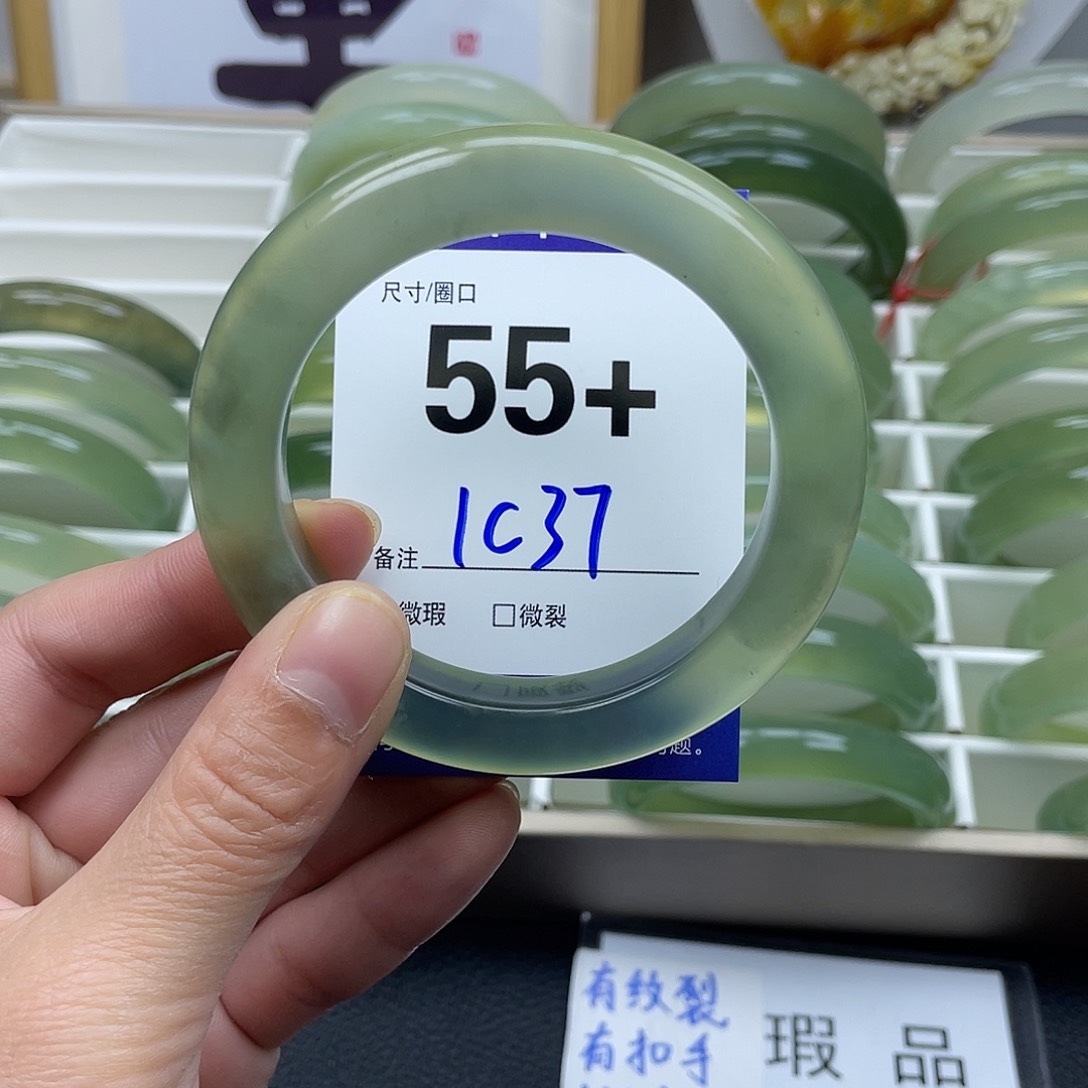 尺寸/圈口
55+
1C37
备注
微瑕 □微裂
题。
有纹裂
有扣手
瑕 品